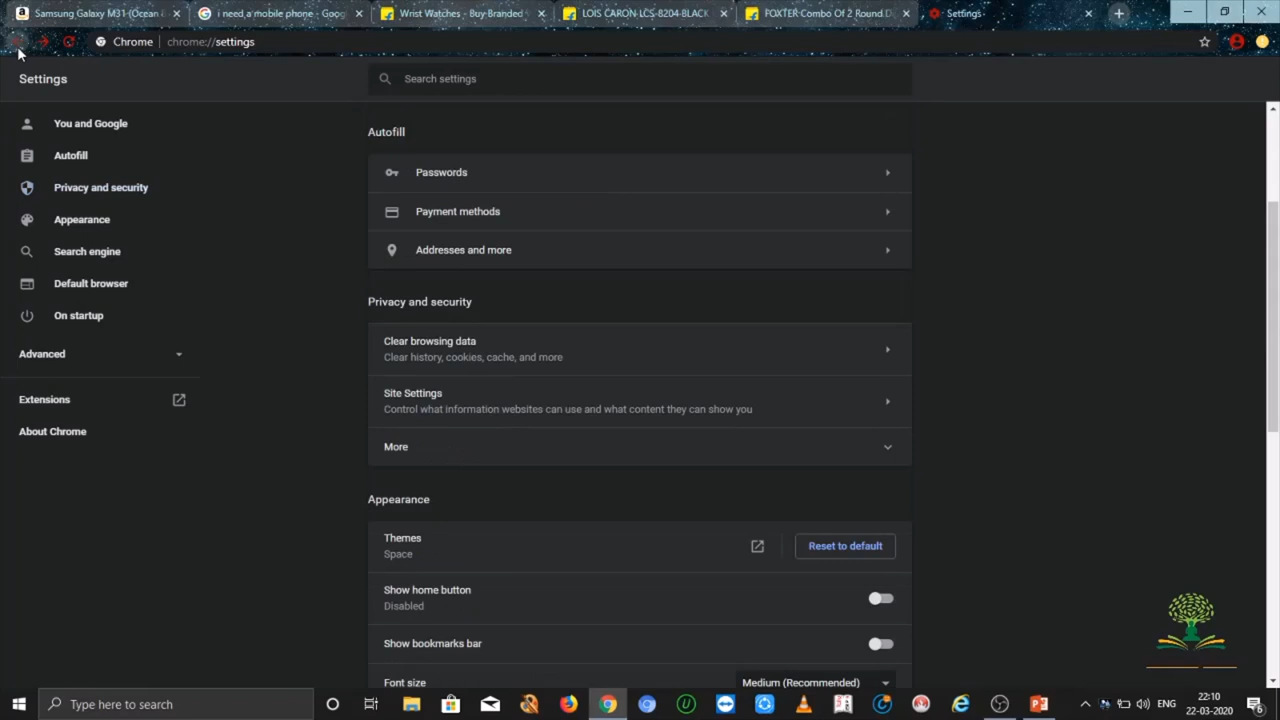 Samsung Galaxy M31 (Ocean
i need a mobile phone - Goog
Wrist Watches - Buy Branded
LOIS CARON LCS-8204-BLACK
FOXTER Combo Of 2 Round D
Settings
Chrome chrome://settings
Settings
Search settings
You and Google
Autofill
Privacy and security
Appearance
Search engine
Default browser
On startup
Advanced
Extensions
About Chrome
Autofill
Passwords
Payment methods
Addresses and more
Privacy and security
Clear browsing data
Clear history, cookies, cache, and more
Site Settings
Control what information websites can use and what content they can show you
More
Appearance
Themes
Space
Reset to default
Show home button
Disabled
Show bookmarks bar
Font size
Medium (Recommended)
Type here to search
ENG
22:10
22-03-2020